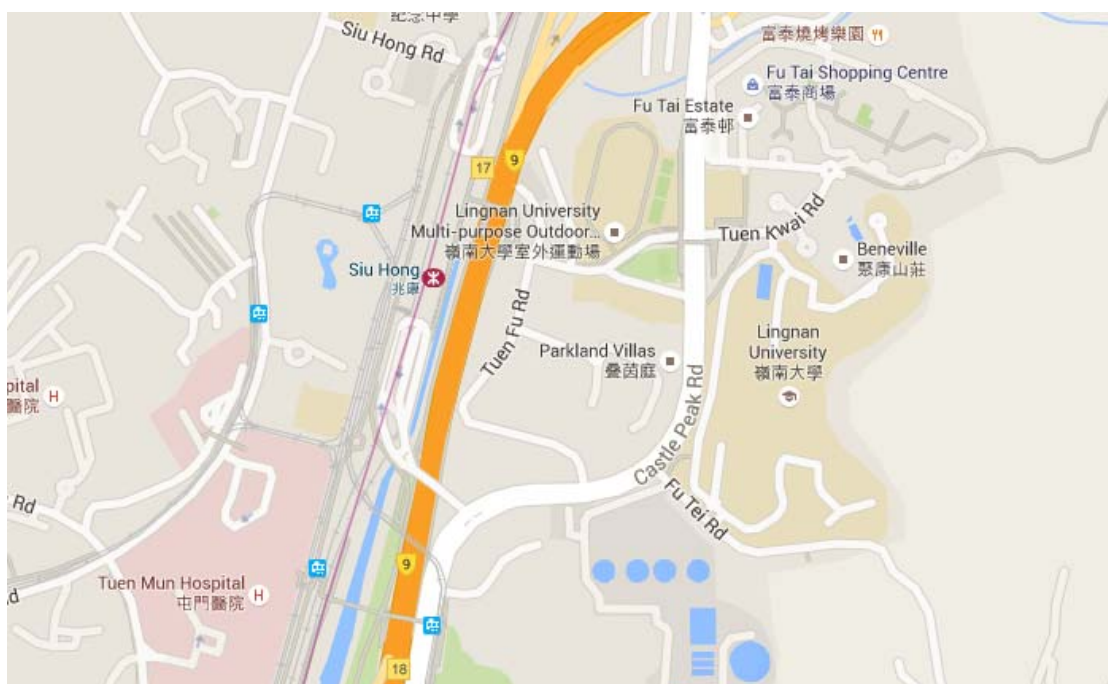 紀念中學
Siu Hong Rd
富泰燒烤樂園
Fu Tai Shopping Centre
富泰商場
Fu Tai Estate
富泰邨
17
9
Lingnan University
Multi-purpose Outdoor...
嶺南大學室外運動場
Tuen Kwai Rd
Beneville
聚康山莊
Siu Hong
兆康
Tuen Fu Rd
Parkland Villas
疊茵庭
Lingnan
University
嶺南大學
Castle Peak Rd
pital
醫院
H
Rd
Fu Tei Rd
9
Tuen Mun Hospital
屯門醫院
H
18